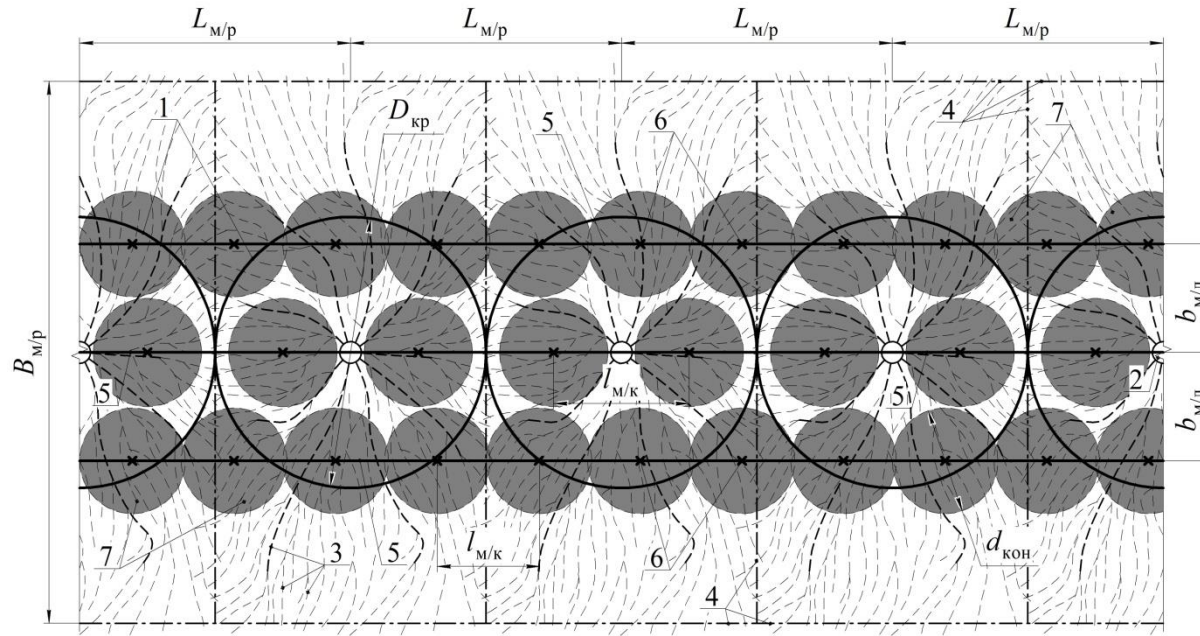 L м/р L м/р L м/р L м/р
1 D кр 5 6 4 7
B м/р
b м/л
5 l м/к 5 2
b м/л
7 3 5 l м/к 6 4 d кон